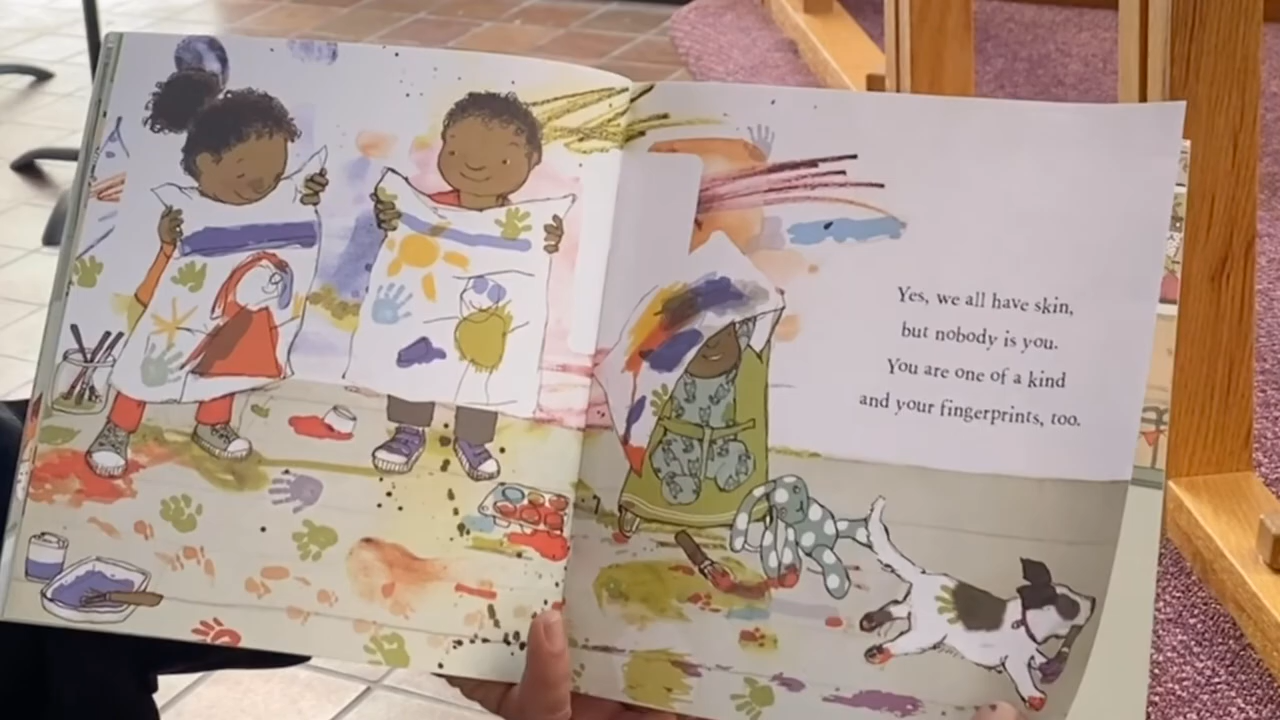 Yes, we all have skin,
but nobody is you.
You are one of a kind
and your fingerprints, too.